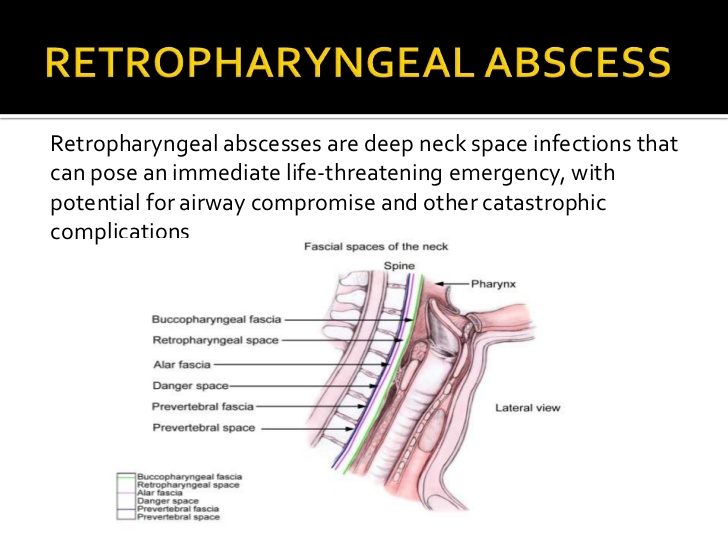 RETROPHARYNGEAL ABSCESS
Retropharyngeal abscesses are deep neck space infections that
can pose an immediate life-threatening emergency, with
potential for airway compromise and other catastrophic
complications
Fascial spaces of the neck
Spine
Pharynx
Buccopharyngeal fascia
Retropharyngeal space
Alar fascia
Danger space
Prevertebral fascia
Lateral view
Prevertebral space
Buccopharyngeal fascia
Retropharyngeal space
Alar fascia
Danger space
Prevertebral fascia
Prevertebral space